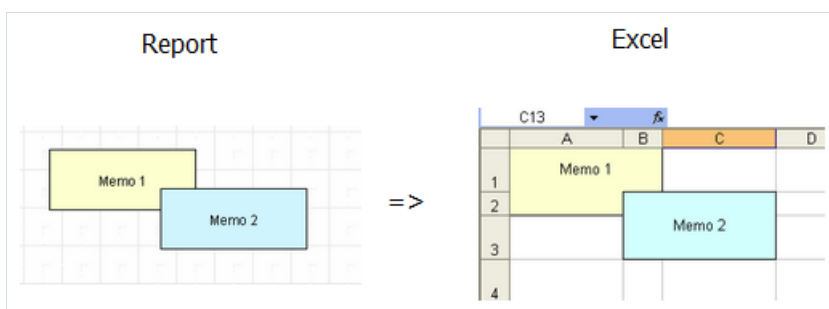 Report
Excel
Memo 1
Memo 2
=>
C13 fx
A B C D
1 Memo 1
2
3 Memo 2
4